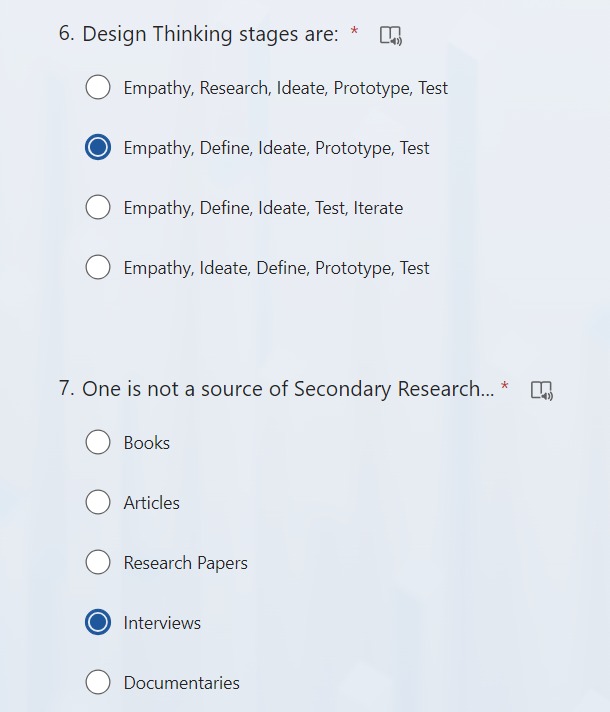 6. Design Thinking stages are: *
Empathy, Research, Ideate, Prototype, Test
Empathy, Define, Ideate, Prototype, Test
Empathy, Define, Ideate, Test, Iterate
Empathy, Ideate, Define, Prototype, Test
7. One is not a source of Secondary Research... *
Books
Articles
Research Papers
Interviews
Documentaries